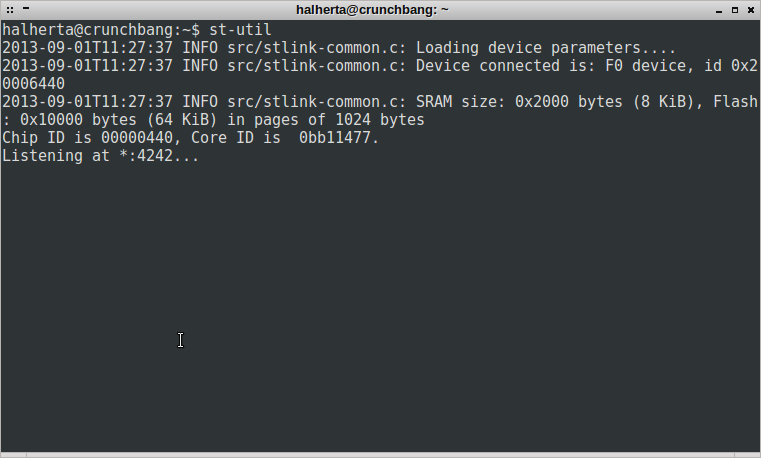 halherta@crunchbang: ~
halherta@crunchbang:~$ st-util
2013-09-01T11:27:37 INFO src/stlink-common.c: Loading device parameters....
2013-09-01T11:27:37 INFO src/stlink-common.c: Device connected is: F0 device, id 0x2
0006440
2013-09-01T11:27:37 INFO src/stlink-common.c: SRAM size: 0x2000 bytes (8 KiB), Flash
: 0x10000 bytes (64 KiB) in pages of 1024 bytes
Chip ID is 00000440, Core ID is  0bb11477.
Listening at *:4242...